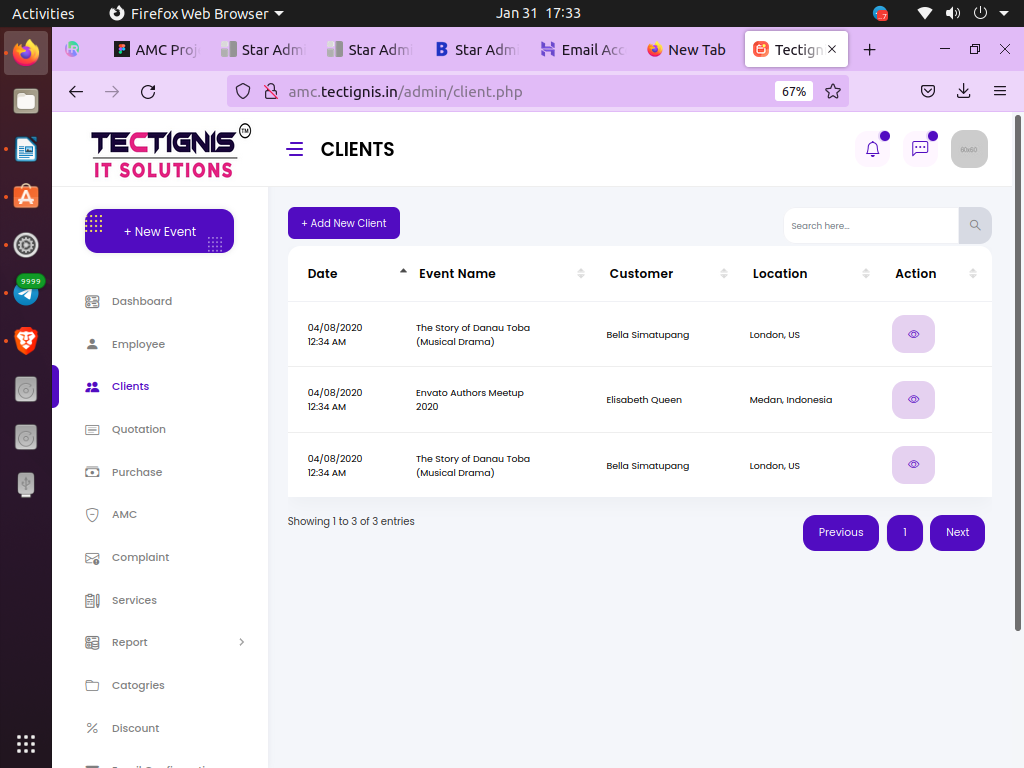 Activities Firefox Web Browser Jan 31 17:33
AMC Proj Star Admi Star Admi Star Admi Email Acc New Tab Tectign
amc.tectignis.in/admin/client.php 67%
TECTIGNIS TM
IT SOLUTIONS
CLIENTS
60x60
+ New Event
Dashboard
Employee
Clients
Quotation
Purchase
AMC
Complaint
Services
Report
Catogries
Discount
+ Add New Client
Search here...
Date Event Name Customer Location Action
04/08/2020
12:34 AM
The Story of Danau Toba
(Musical Drama)
Bella Simatupang
London, US
04/08/2020
12:34 AM
Envato Authors Meetup
2020
Elisabeth Queen
Medan, Indonesia
04/08/2020
12:34 AM
The Story of Danau Toba
(Musical Drama)
Bella Simatupang
London, US
Showing 1 to 3 of 3 entries
Previous 1 Next
9999